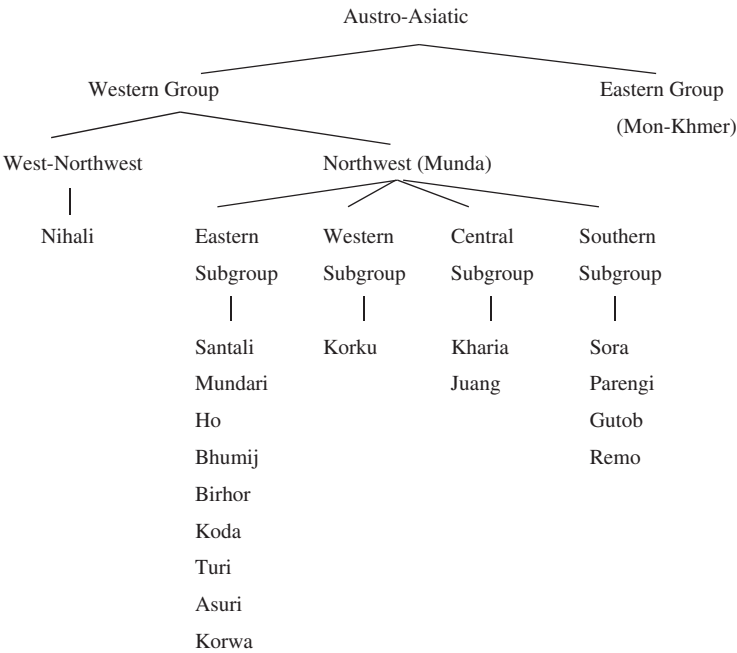 Austro-Asiatic
Western Group
Eastern Group
(Mon-Khmer)
West-Northwest
Northwest (Munda)
Nihali
Eastern
Subgroup
Western
Subgroup
Central
Subgroup
Southern
Subgroup
Santali
Mundari
Ho
Bhumij
Birhor
Koda
Turi
Asuri
Korwa
Korku
Kharia
Juang
Sora
Parengi
Gutob
Remo